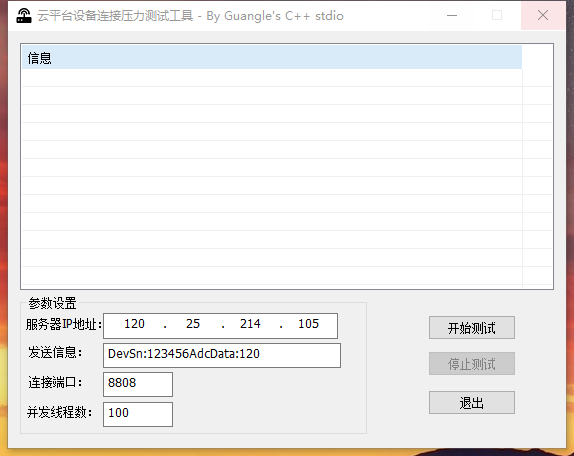 云平台设备连接压力测试工具 - By Guangle's C++ stdio
信息
参数设置
服务器IP地址: 120 . 25 . 214 . 105
开始测试
发送信息: DevSn:123456AdcData:120
停止测试
连接端口: 8808
退出
并发线程数: 100